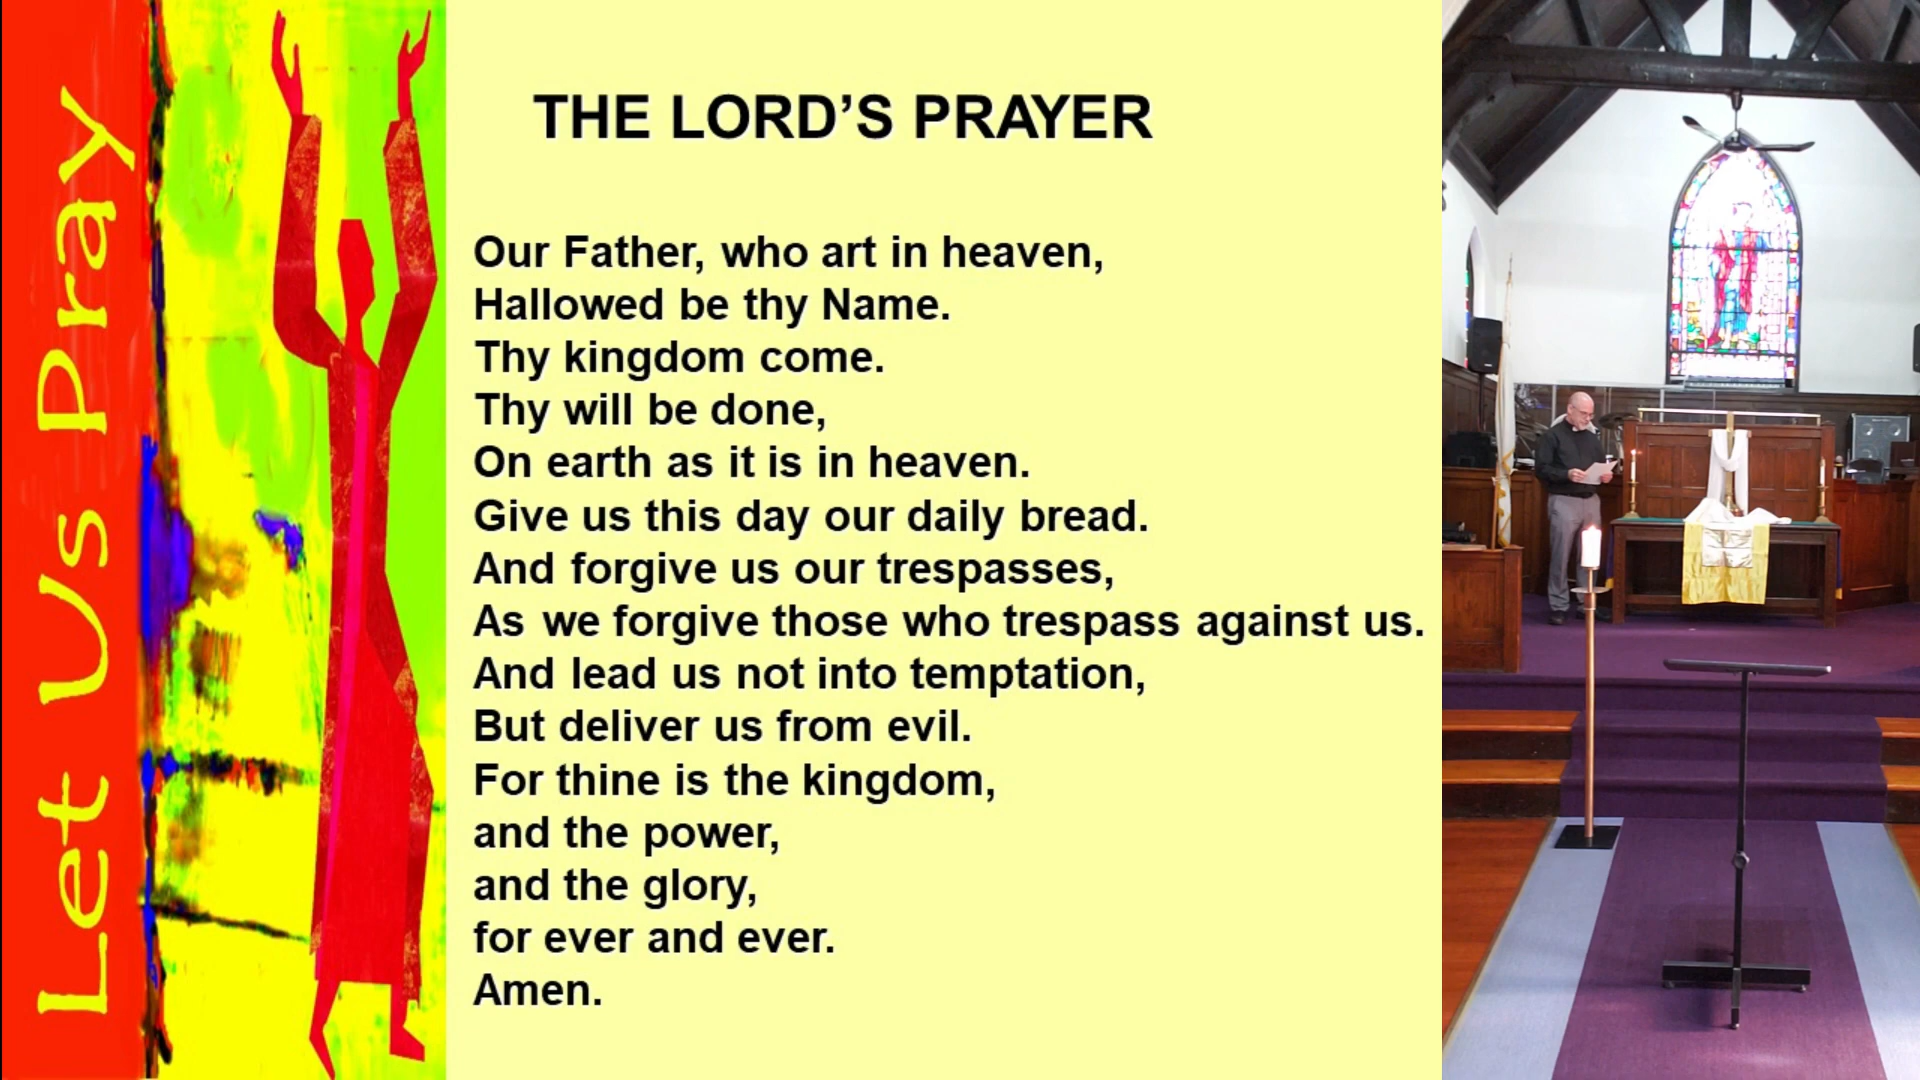 Let Us Pray
THE LORD’S PRAYER
Our Father, who art in heaven,
Hallowed be thy Name.
Thy kingdom come.
Thy will be done,
On earth as it is in heaven.
Give us this day our daily bread.
And forgive us our trespasses,
As we forgive those who trespass against us.
And lead us not into temptation,
But deliver us from evil.
For thine is the kingdom,
and the power,
and the glory,
for ever and ever.
Amen.